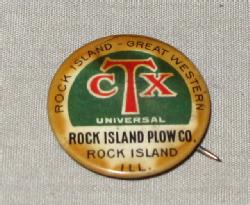 ROCK ISLAND - GREAT WESTERN
CTX
UNIVERSAL
ROCK ISLAND PLOW CO.
ROCK ISLAND
ILL.